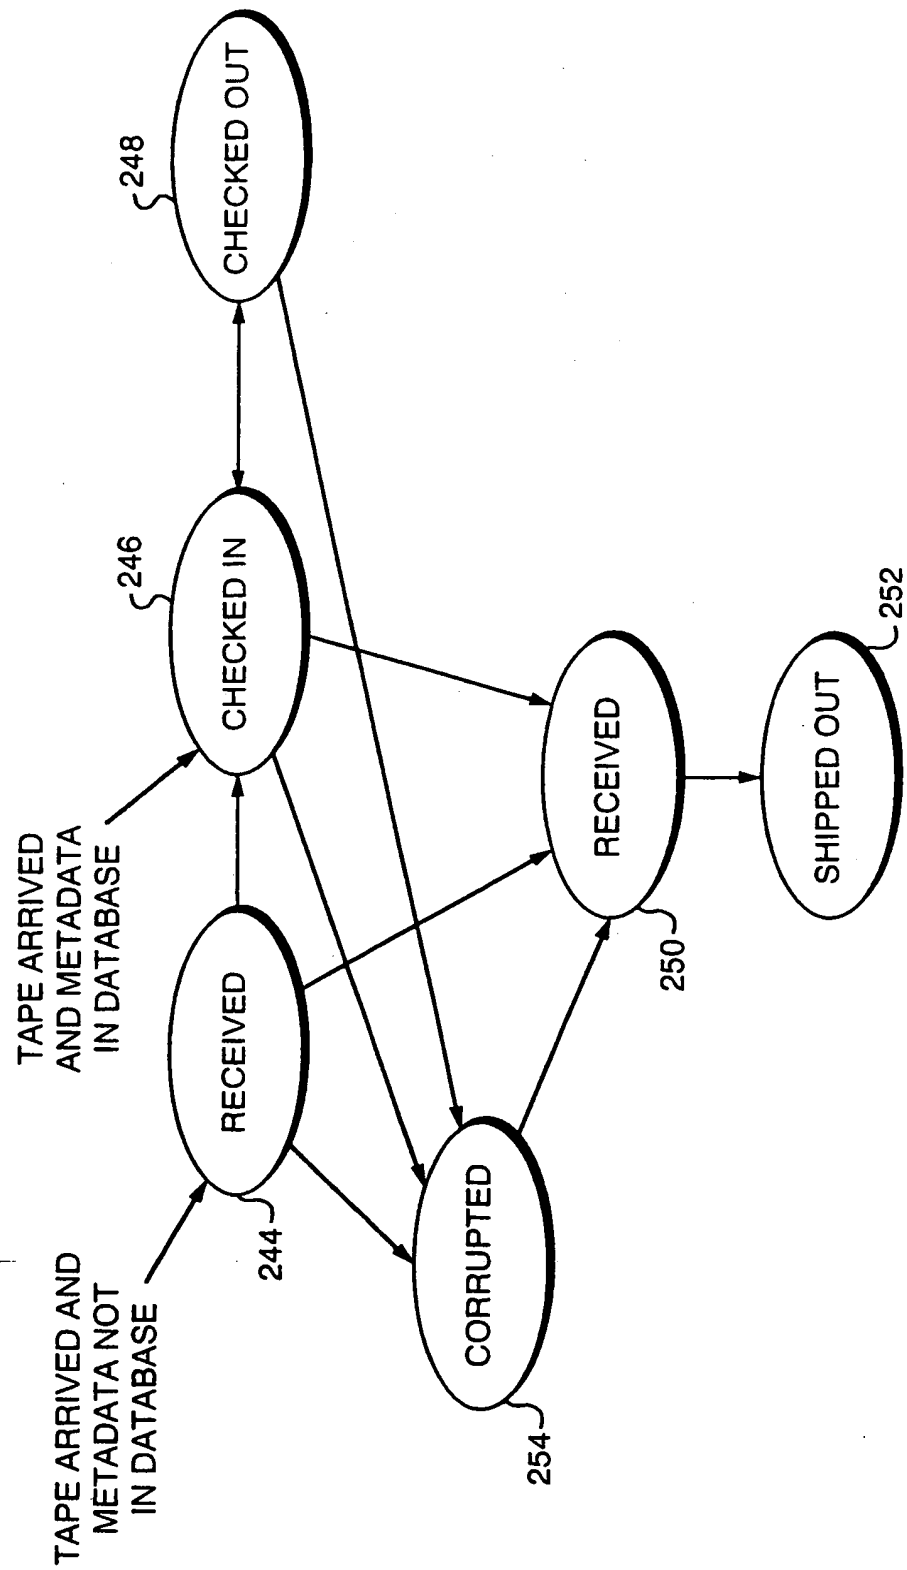 TAPE ARRIVED AND
METADATA NOT
IN DATABASE
TAPE ARRIVED
AND METADATA
IN DATABASE
244
RECEIVED
246
CHECKED IN
248
CHECKED OUT
254
CORRUPTED
250
RECEIVED
252
SHIPPED OUT